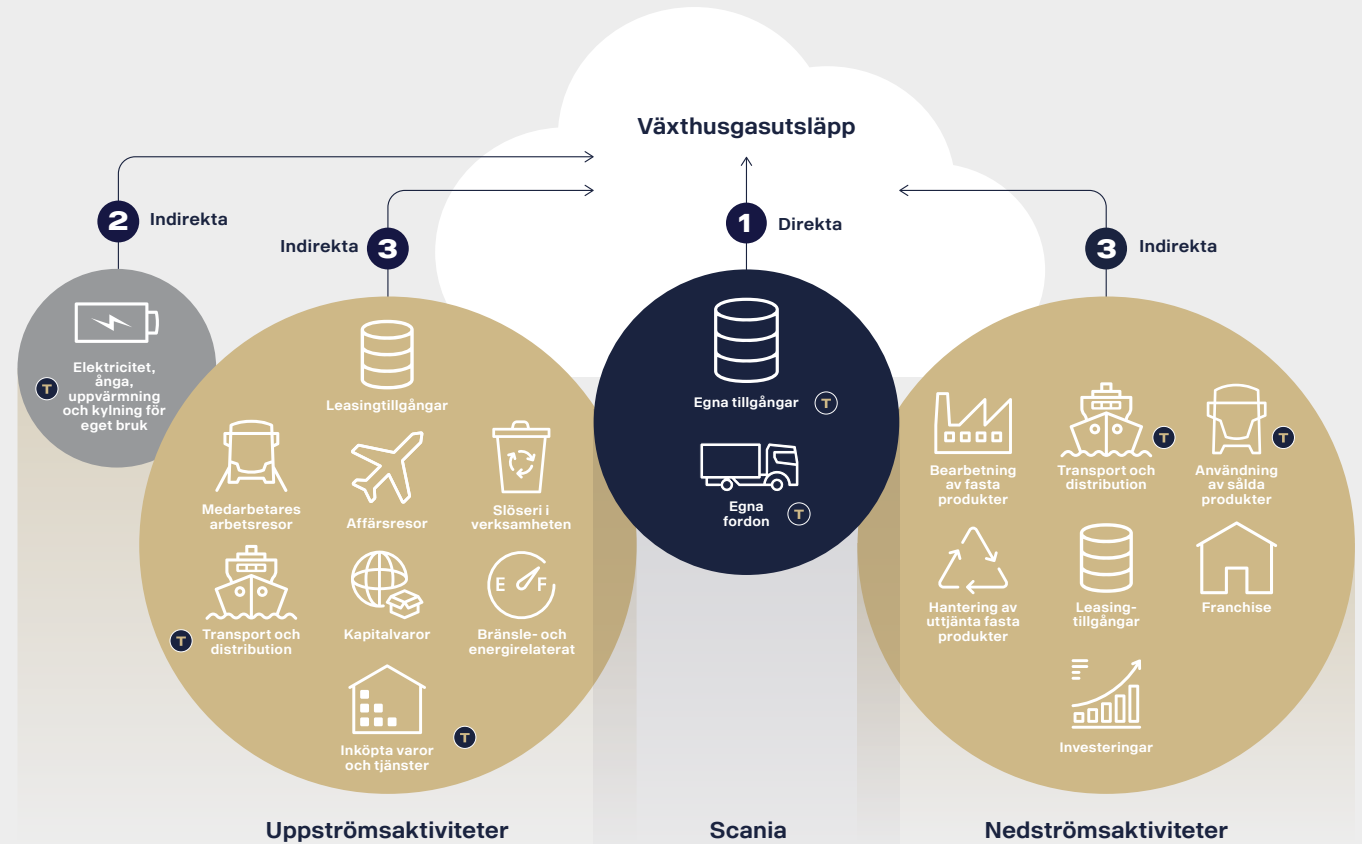 Växthusgasutsläpp
2 Indirekta
Indirekta 3
1 Direkta
3 Indirekta
T
Elektricitet,
ånga,
uppvärmning
och kylning för
eget bruk
Leasingtillgångar
Medarbetares
arbetsresor
Affärsresor
Slöseri i
verksamheten
T
Transport och
distribution
Kapitalvaror
E F
Bränsle- och
energirelaterat
Inköpta varor
och tjänster
T
Egna tillgångar T
Egna
fordon
T
Bearbetning
av fasta
produkter
Transport och
distribution
T
Användning
av sålda
produkter
T
Hantering av
uttjänta fasta
produkter
Leasing-
tillgångar
Franchise
Investeringar
Uppströmsaktiviteter
Scania
Nedströmsaktiviteter